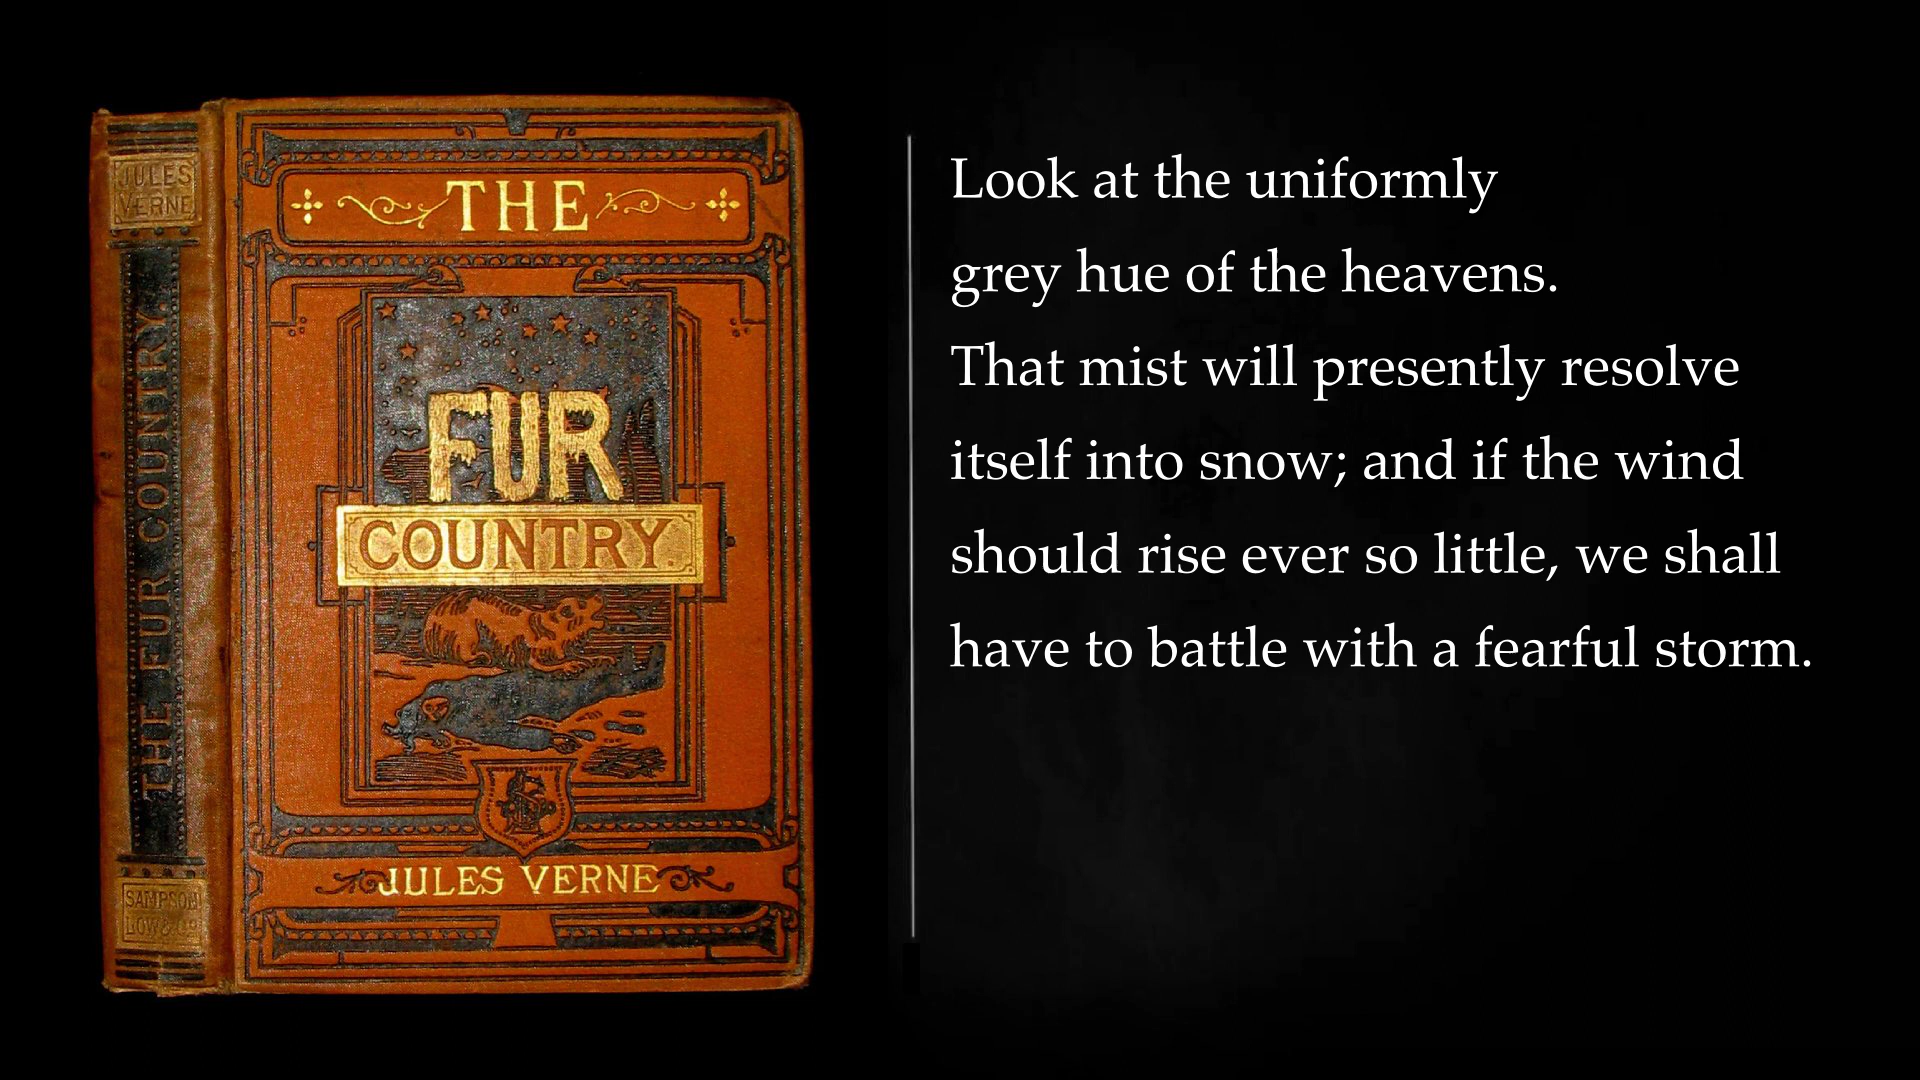 JULES
VERNE
THE FUR COUNTRY.
SAMPSON
LOW & Co
THE
FUR
COUNTRY.
JULES VERNE
Look at the uniformly
grey hue of the heavens.
That mist will presently resolve
itself into snow; and if the wind
should rise ever so little, we shall
have to battle with a fearful storm.